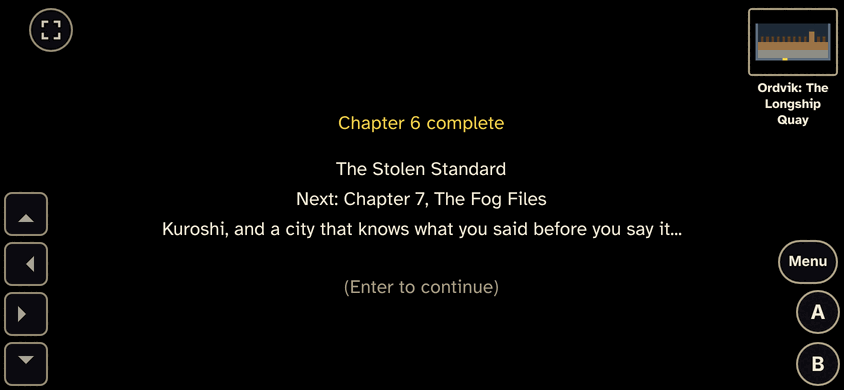 Chapter 6 complete
The Stolen Standard
Next: Chapter 7, The Fog Files
Kuroshi, and a city that knows what you said before you say it...
(Enter to continue)
Ordvik: The
Longship
Quay
Menu
A
B